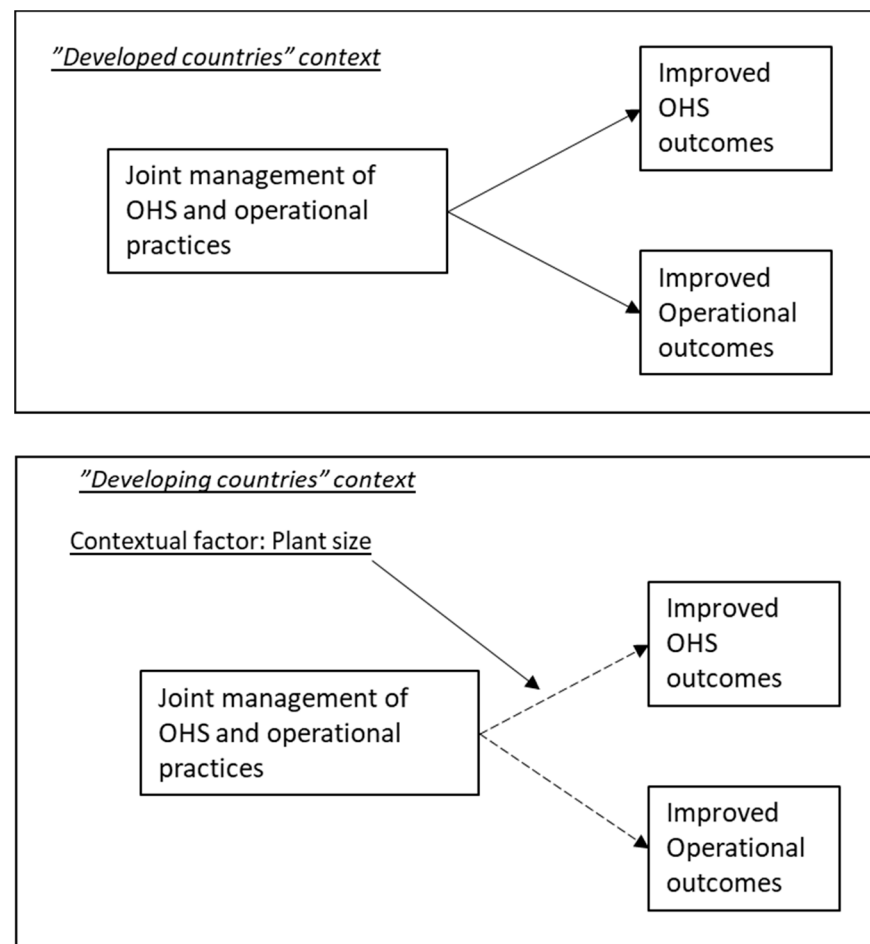 ”Developed countries” context
Improved
OHS
outcomes
Joint management of
OHS and operational
practices
Improved
Operational
outcomes
”Developing countries” context
Contextual factor: Plant size
Improved
OHS
outcomes
Joint management of
OHS and operational
practices
Improved
Operational
outcomes